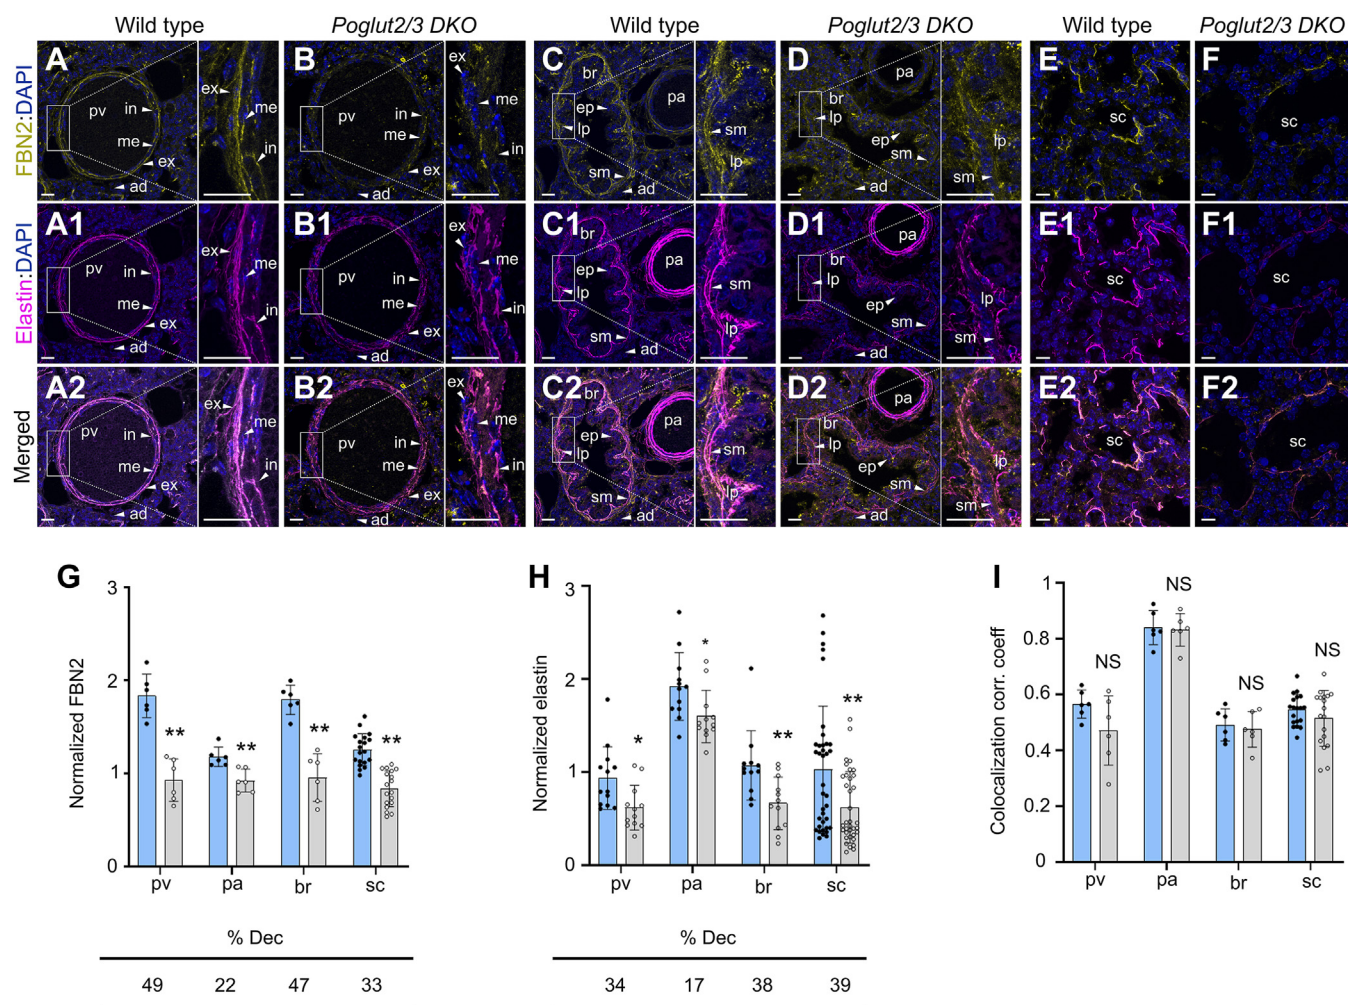 Wild type Poglut2/3 DKO Wild type Poglut2/3 DKO Wild type Poglut2/3 DKO
FBN2:DAPI
A pv in me ex ad ex me in
B pv in me ex ad ex me in
C br pa ep lp sm ad sm lp
D pa br lp ep sm ad lp sm
E sc
F sc
Elastin:DAPI
A1 pv in me ex ad ex me in
B1 pv in me ex ad ex me in
C1 br pa ep lp sm ad sm lp
D1 pa br lp ep sm ad lp sm
E1 sc
F1 sc
Merged
A2 pv in me ex ad ex me in
B2 pv in me ex ad ex me in
C2 br pa ep lp sm ad sm lp
D2 pa br lp ep sm ad lp sm
E2 sc
F2 sc
G
Normalized FBN2
3
2
1
0
** ** ** **
pv pa br sc
% Dec
49 22 47 33
H
Normalized elastin
3
2
1
0
* * ** **
pv pa br sc
% Dec
34 17 38 39
I
Colocalization corr. coeff
1
0.8
0.6
0.4
0.2
0
NS NS NS NS
pv pa br sc